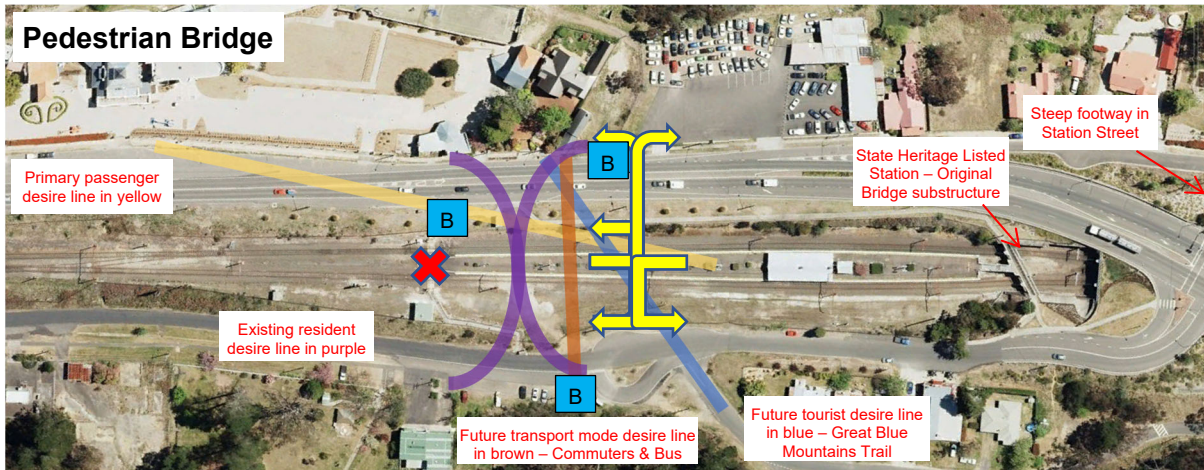 Pedestrian Bridge
Steep footway in
Station Street
State Heritage Listed
Station – Original
Bridge substructure
B
Primary passenger
desire line in yellow
B
Existing resident
desire line in purple
B
Future transport mode desire line
in brown – Commuters & Bus
Future tourist desire line
in blue – Great Blue
Mountains Trail